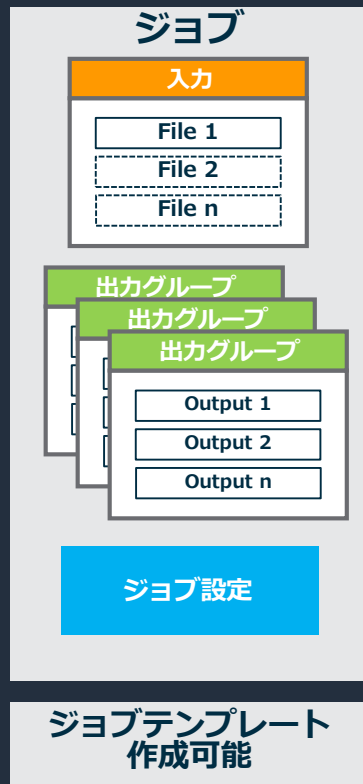 ジョブ
入力
File 1
File 2
File n
出力グループ
出力グループ
出力グループ
Output 1
Output 2
Output n
ジョブ設定
ジョブテンプレート
作成可能